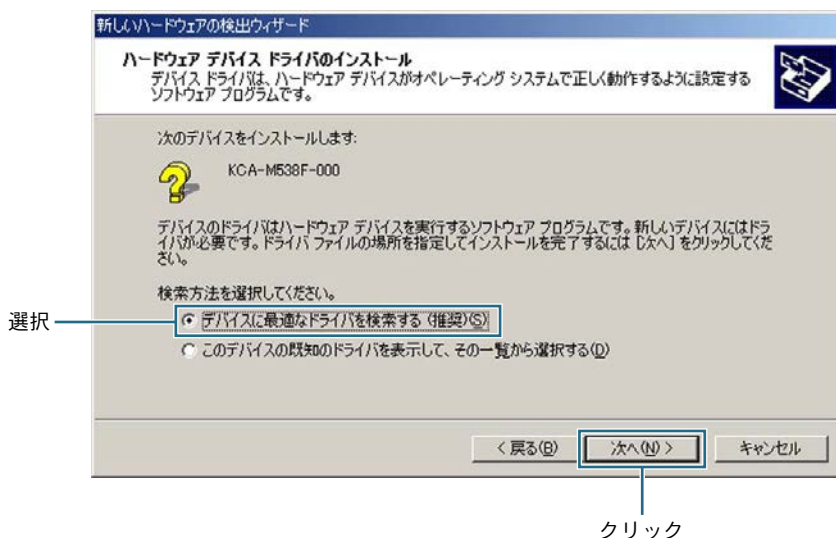 新しいハードウェアの検出ウィザード
ハードウェア デバイス ドライバのインストール
デバイス ドライバは、ハードウェア デバイスがオペレーティング システムで正しく動作するように設定する
ソフトウェア プログラムです。
次のデバイスをインストールします:
KCA-M538F-000
デバイスのドライバはハードウェア デバイスを実行するソフトウェア プログラムです。新しいデバイスにはドラ
イバが必要です。ドライバ ファイルの場所を指定してインストールを完了するには [次へ] をクリックしてくだ
さい。
検索方法を選択してください。
選択
デバイスに最適なドライバを検索する (推奨)(S)
このデバイスの既知のドライバを表示して、その一覧から選択する(D)
< 戻る(B) 次へ(N) > キャンセル
クリック